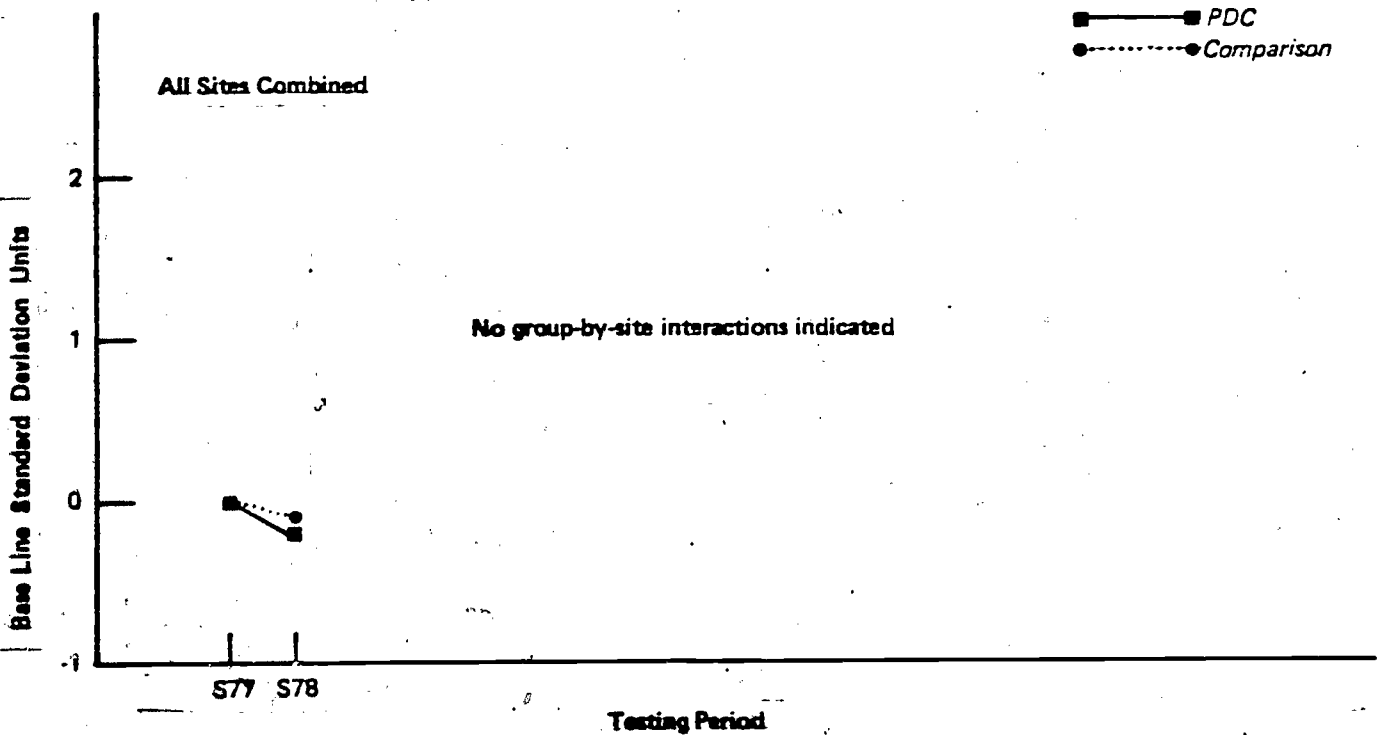 PDC
Comparison
All Sites Combined
2
1
0
-1
Base Line Standard Deviation Units
No group-by-site interactions indicated
S77 S78
Testing Period